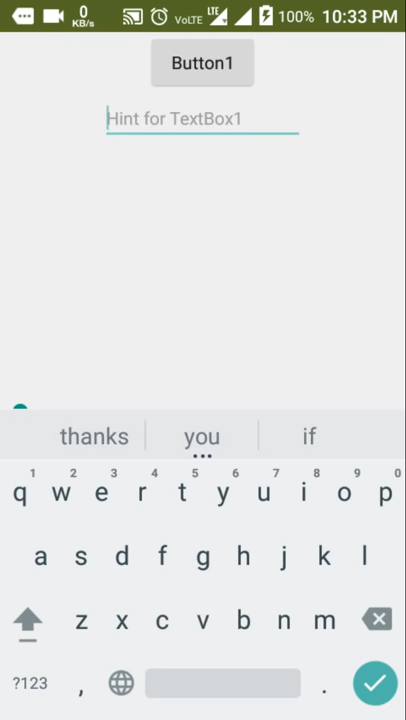 0 KB/s VoLTE LTE 100% 10:33 PM
Button1
Hint for TextBox1
thanks you if
1 2 3 4 5 6 7 8 9 0
q w e r t y u i o p
a s d f g h j k l
z x c v b n m
?123 , .